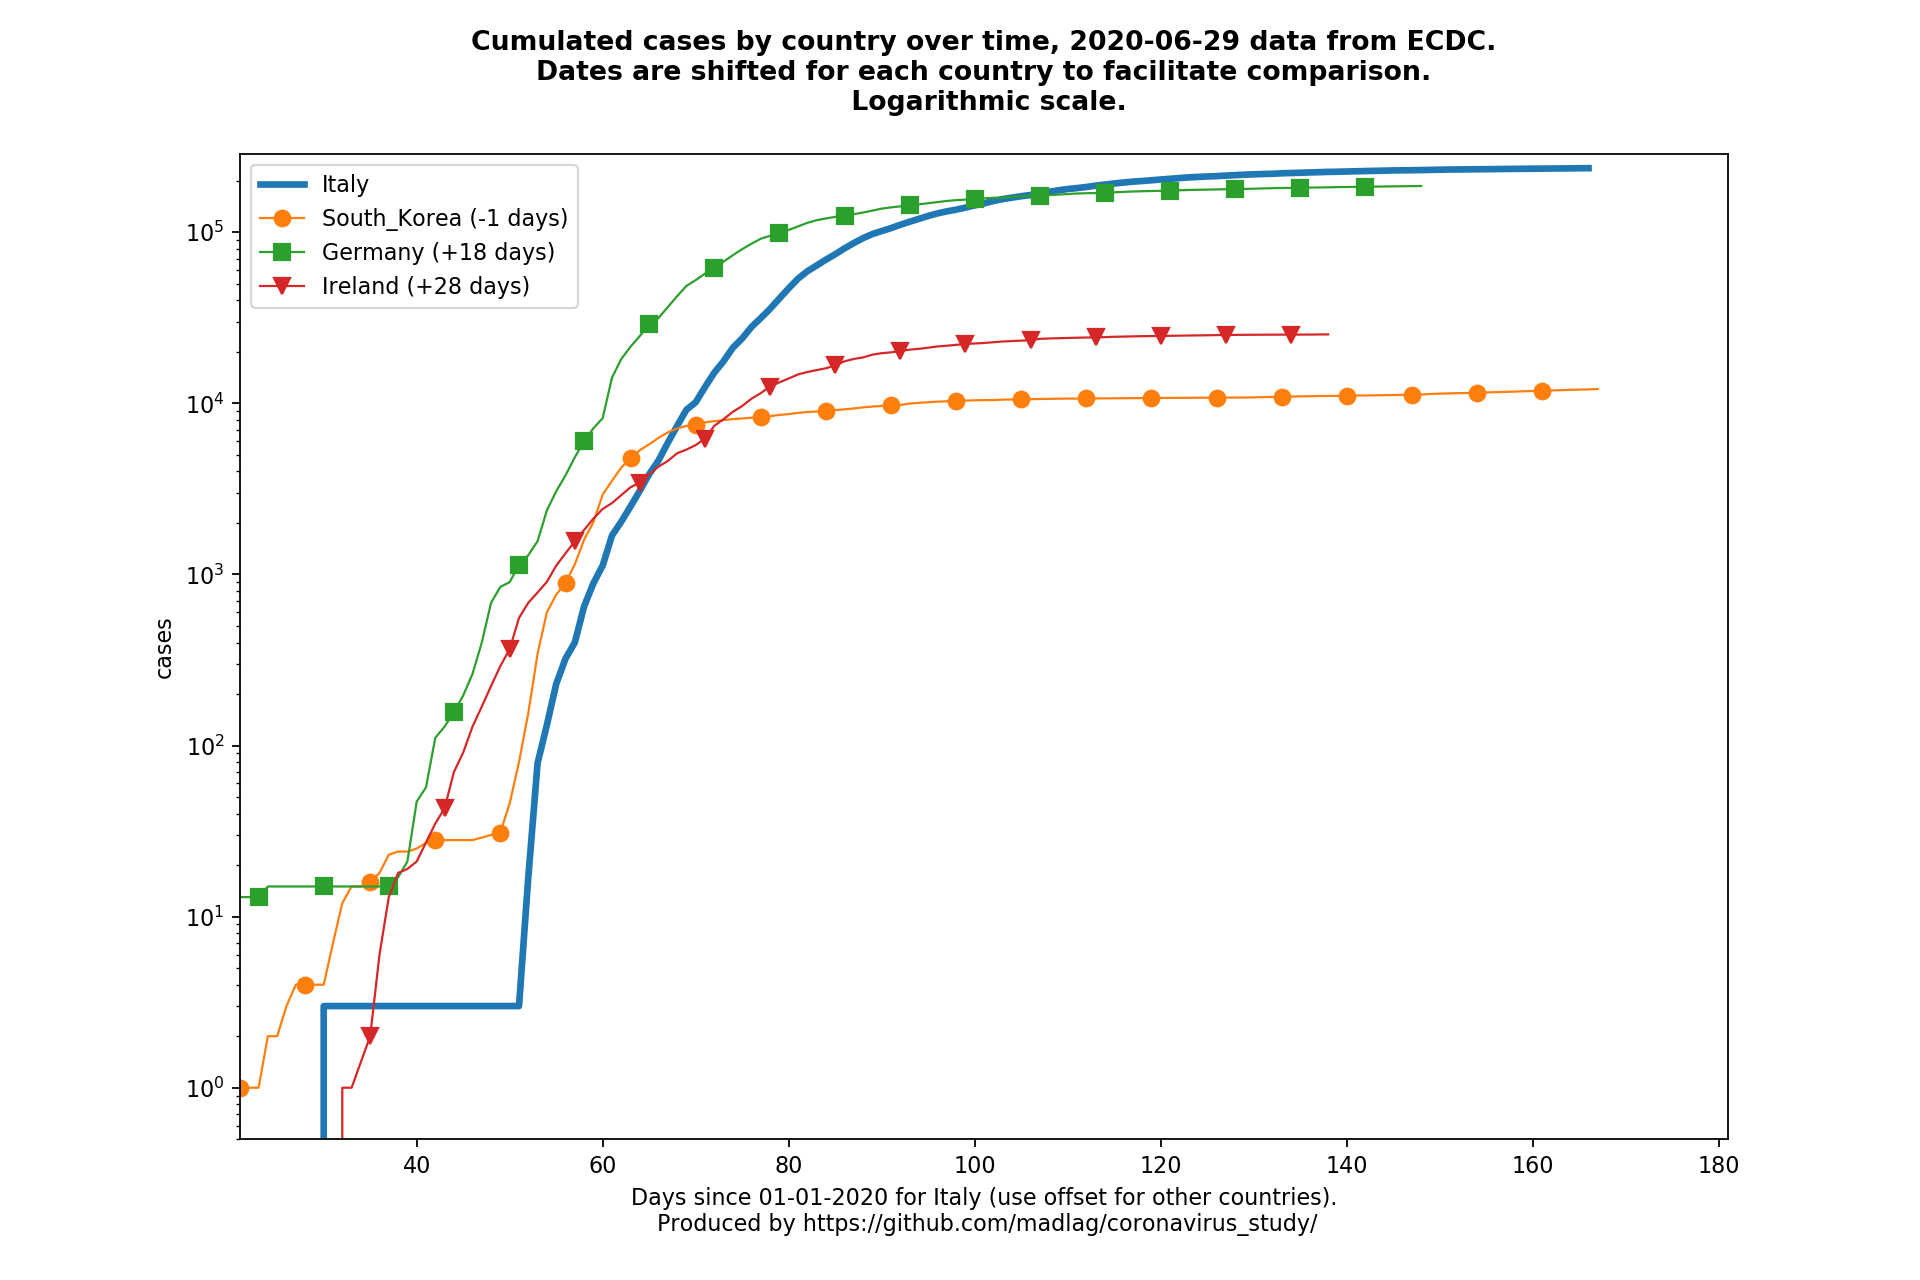 Cumulated cases by country over time, 2020-06-29 data from ECDC.
Dates are shifted for each country to facilitate comparison.
Logarithmic scale.
Italy
South_Korea (-1 days)
Germany (+18 days)
Ireland (+28 days)
10^5
10^4
10^3
10^2
10^1
10^0
cases
40 60 80 100 120 140 160 180
Days since 01-01-2020 for Italy (use offset for other countries).
Produced by https://github.com/madlag/coronavirus_study/